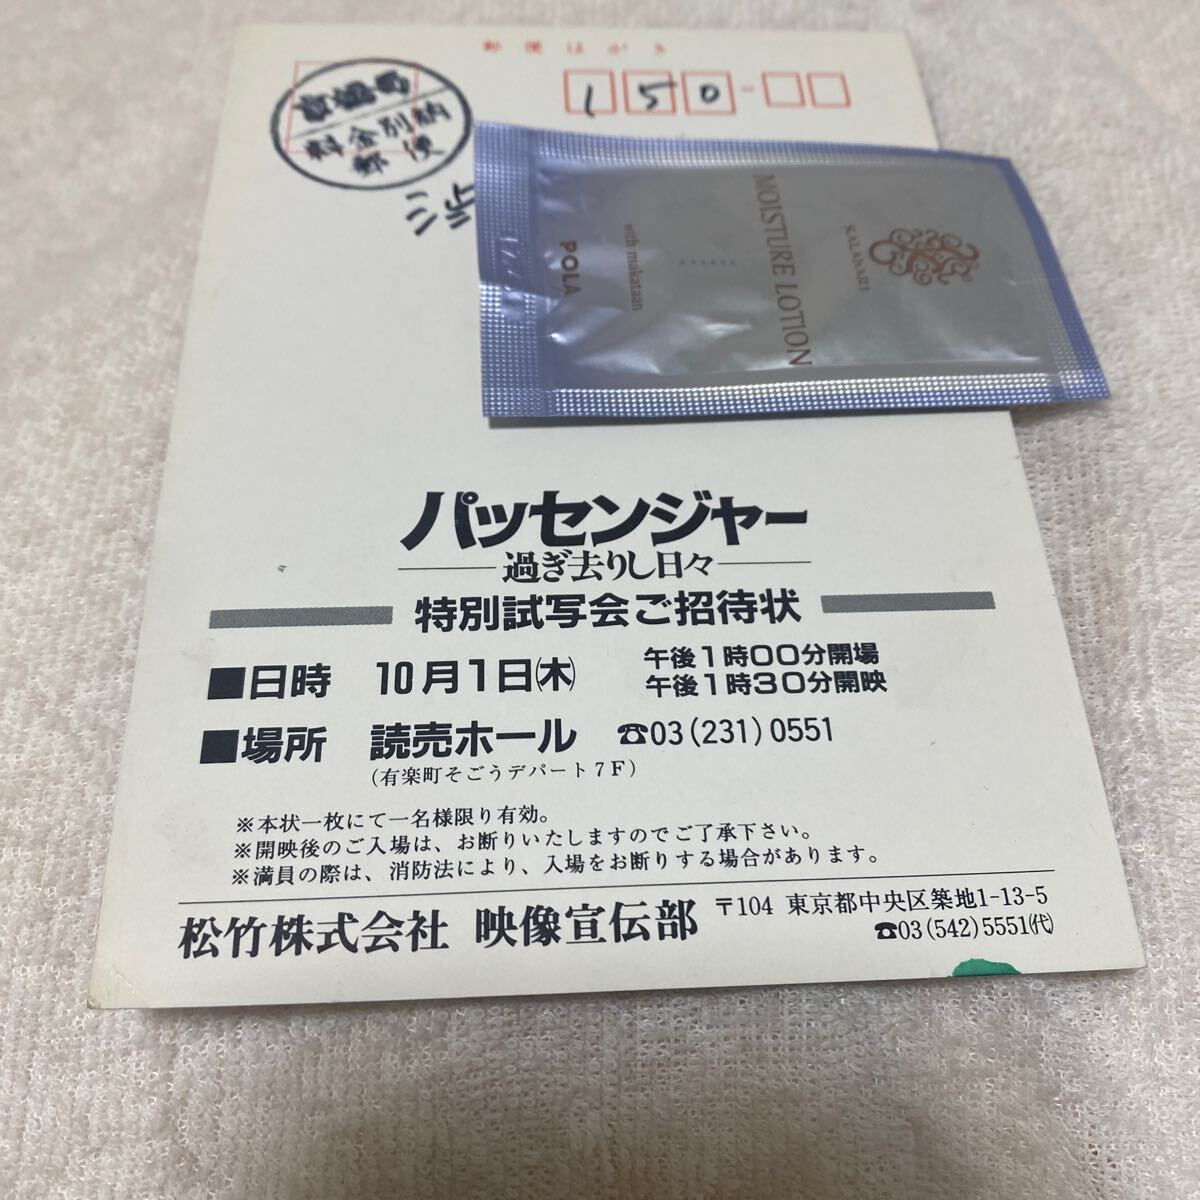 郵便はがき
150-
京橋局
料金別納
郵便
MOISTURE LOTION
SALABARI
with makataan
POLA
パッセンジャー
過ぎ去りし日々
特別試写会ご招待状
■日時 10月1日㈭ 午後1時00分開場
午後1時30分開映
■場所 読売ホール ☎03(231)0551
(有楽町そごうデパート7F)
※本状一枚にて一名様限り有効。
※開映後のご入場は、お断りいたしますのでご了承下さい。
※満員の際は、消防法により、入場をお断りする場合があります。
松竹株式会社 映像宣伝部 〒104 東京都中央区築地1-13-5
☎03(542)5551㈹